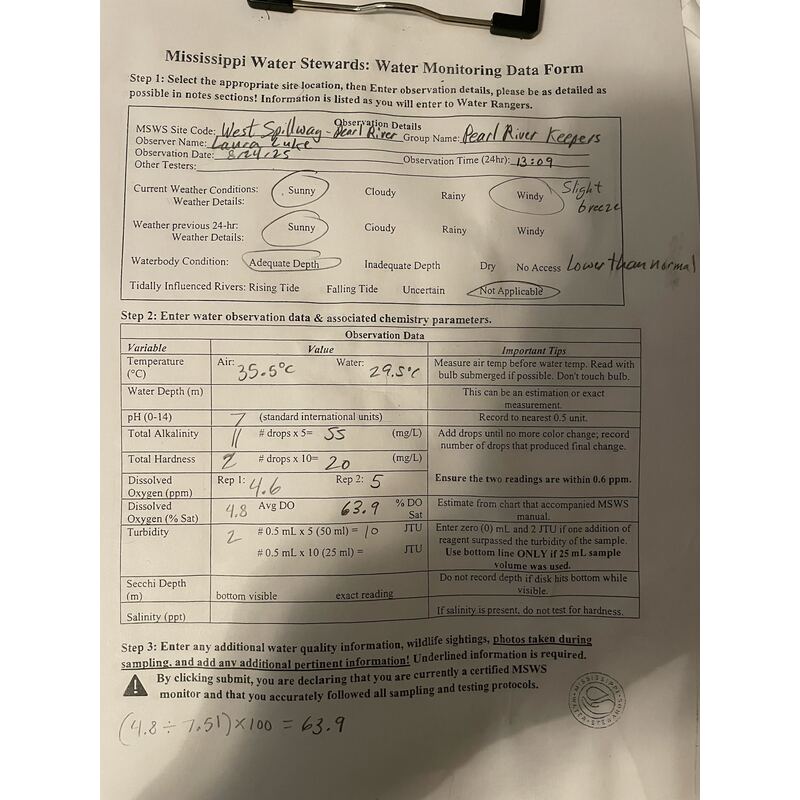 Mississippi Water Stewards: Water Monitoring Data Form
Step 1: Select the appropriate site location, then Enter observation details, please be as detailed as
possible in notes sections! Information is listed as you will enter to Water Rangers.
Observation Details
MSWS Site Code: West Spillway - Pearl River Group Name: Pearl River Keepers
Observer Name: Laura Luke
Observation Date: 8/24/25 Observation Time (24hr): 13:09
Other Testers:
Current Weather Conditions: Sunny Cloudy Rainy Windy Slight breeze
Weather Details:
Weather previous 24-hr: Sunny Cloudy Rainy Windy
Weather Details:
Waterbody Condition: Adequate Depth Inadequate Depth Dry No Access Lower than normal
Tidally Influenced Rivers: Rising Tide Falling Tide Uncertain Not Applicable
Step 2: Enter water observation data & associated chemistry parameters.
Observation Data
Variable Value Important Tips
Temperature (°C) Air: 35.5°C Water: 29.5°C Measure air temp before water temp. Read with
bulb submerged if possible. Don't touch bulb.
Water Depth (m) This can be an estimation or exact
measurement.
pH (0-14) 7 (standard international units) Record to nearest 0.5 unit.
Total Alkalinity 11 # drops x 5= 55 (mg/L) Add drops until no more color change; record
number of drops that produced final change.
Total Hardness 2 # drops x 10= 20 (mg/L)
Dissolved Oxygen (ppm) Rep 1: 4.6 Rep 2: 5 Ensure the two readings are within 0.6 ppm.
Dissolved Oxygen (% Sat) 4.8 Avg DO 63.9 % DO Sat Estimate from chart that accompanied MSWS
manual.
Turbidity 2 # 0.5 mL x 5 (50 ml) = 10 JTU Enter zero (0) mL and 2 JTU if one addition of
reagent surpassed the turbidity of the sample.
# 0.5 mL x 10 (25 ml) = JTU Use bottom line ONLY if 25 mL sample
volume was used.
Secchi Depth (m) bottom visible exact reading Do not record depth if disk hits bottom while
visible.
Salinity (ppt) If salinity is present, do not test for hardness.
Step 3: Enter any additional water quality information, wildlife sightings, photos taken during
sampling, and add any additional pertinent information! Underlined information is required.
By clicking submit, you are declaring that you are currently a certified MSWS
monitor and that you accurately followed all sampling and testing protocols.
MISSISSIPPI WATER STEWARDS
(4.8 ÷ 7.51) x 100 = 63.9